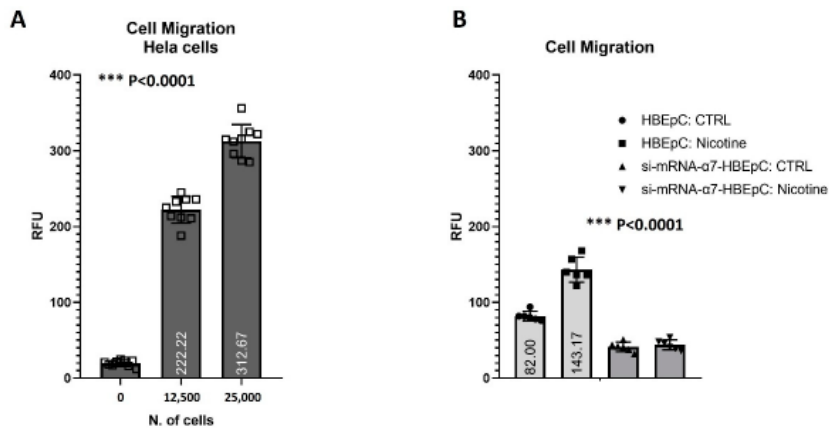 A
Cell Migration
Hela cells
*** P<0.0001
400
300
200
100
0
RFU
222.22
312.67
0
12,500
25,000
N. of cells
B
Cell Migration
400
300
200
100
0
RFU
HBEpC: CTRL
HBEpC: Nicotine
si-mRNA-α7-HBEpC: CTRL
si-mRNA-α7-HBEpC: Nicotine
*** P<0.0001
82.00
143.17